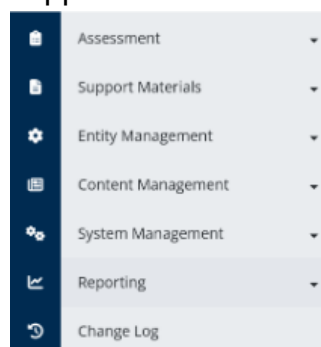 Assessment
Support Materials
Entity Management
Content Management
System Management
Reporting
Change Log